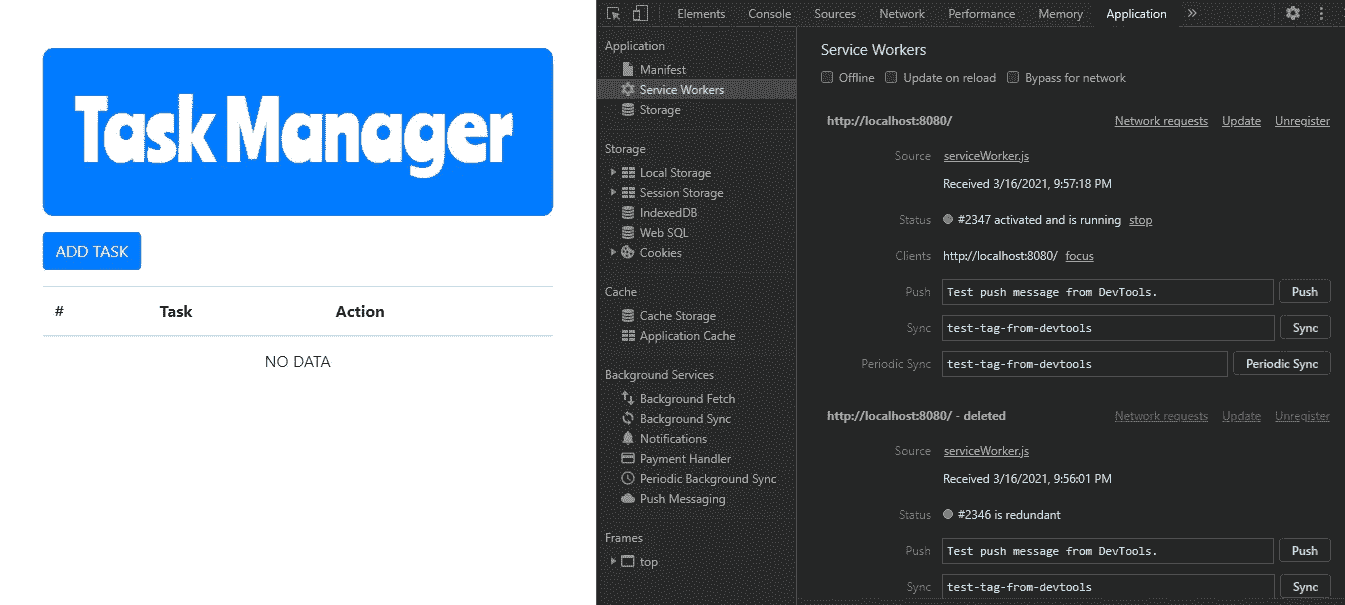 Task Manager
ADD TASK
# Task Action
NO DATA
Elements Console Sources Network Performance Memory Application »
Application
Manifest
Service Workers
Storage
Storage
Local Storage
Session Storage
IndexedDB
Web SQL
Cookies
Cache
Cache Storage
Application Cache
Background Services
Background Fetch
Background Sync
Notifications
Payment Handler
Periodic Background Sync
Push Messaging
Frames
top
Service Workers
Offline Update on reload Bypass for network
http://localhost:8080/ Network requests Update Unregister
Source serviceWorker.js
Received 3/16/2021, 9:57:18 PM
Status #2347 activated and is running stop
Clients http://localhost:8080/ focus
Push Test push message from DevTools. Push
Sync test-tag-from-devtools Sync
Periodic Sync test-tag-from-devtools Periodic Sync
http://localhost:8080/ - deleted Network requests Update Unregister
Source serviceWorker.js
Received 3/16/2021, 9:56:01 PM
Status #2346 is redundant
Push Test push message from DevTools. Push
Sync test-tag-from-devtools Sync